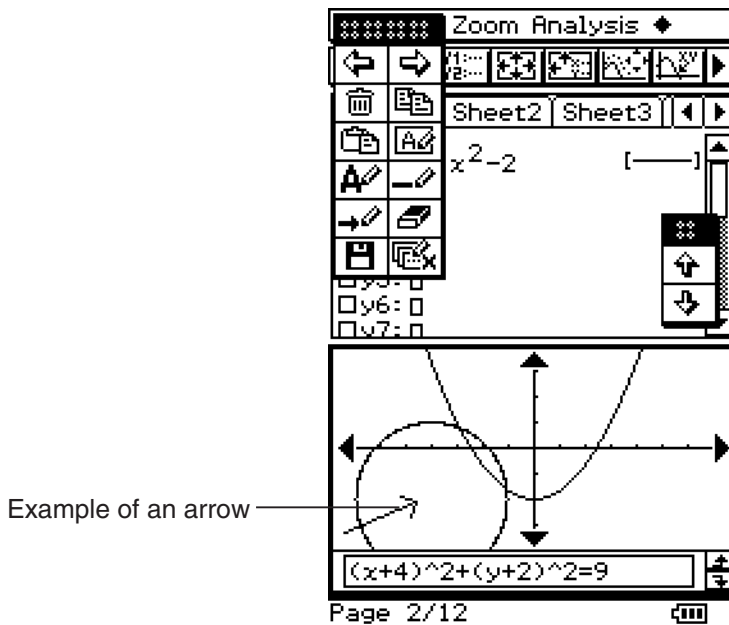 Zoom Analysis
Sheet2 Sheet3
x²-2 [—]
y6:
y7:
Example of an arrow
(x+4)^2+(y+2)^2=9
Page 2/12